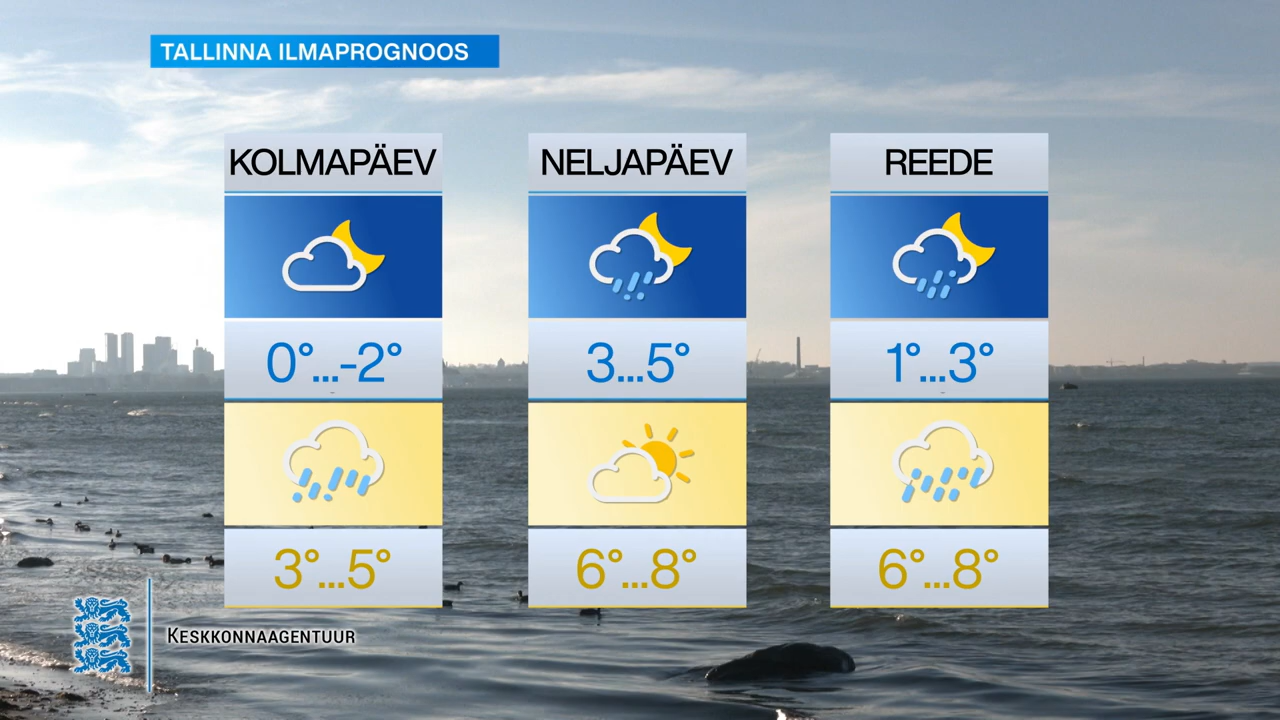 TALLINNA ILMAPROGNOOS
KOLMAPÄEV
0°...-2°
3°...5°
NELJAPÄEV
3...5°
6°...8°
REEDE
1°...3°
6°...8°
KESKKONNAAGENTUUR